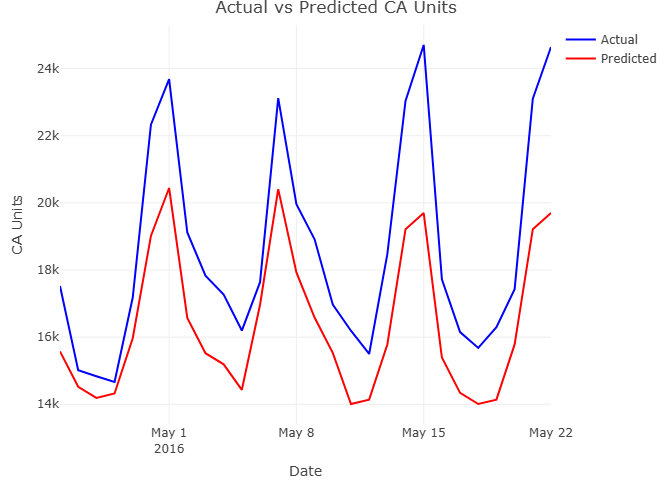 Actual vs Predicted CA Units
Actual
Predicted
24k
22k
20k
18k
16k
14k
CA Units
May 1
2016
May 8
May 15
May 22
Date